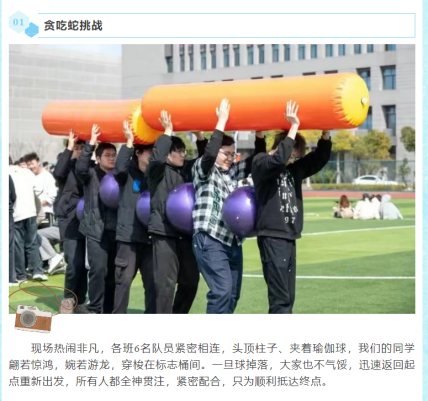 01 贪吃蛇挑战
现场热闹非凡，各班6名队员紧密相连，头顶柱子、夹着瑜伽球，我们的同学
翩若惊鸿，婉若游龙，穿梭在标志桶间。一旦球掉落，大家也不气馁，迅速返回起
点重新出发，所有人都全神贯注，紧密配合，只为顺利抵达终点。